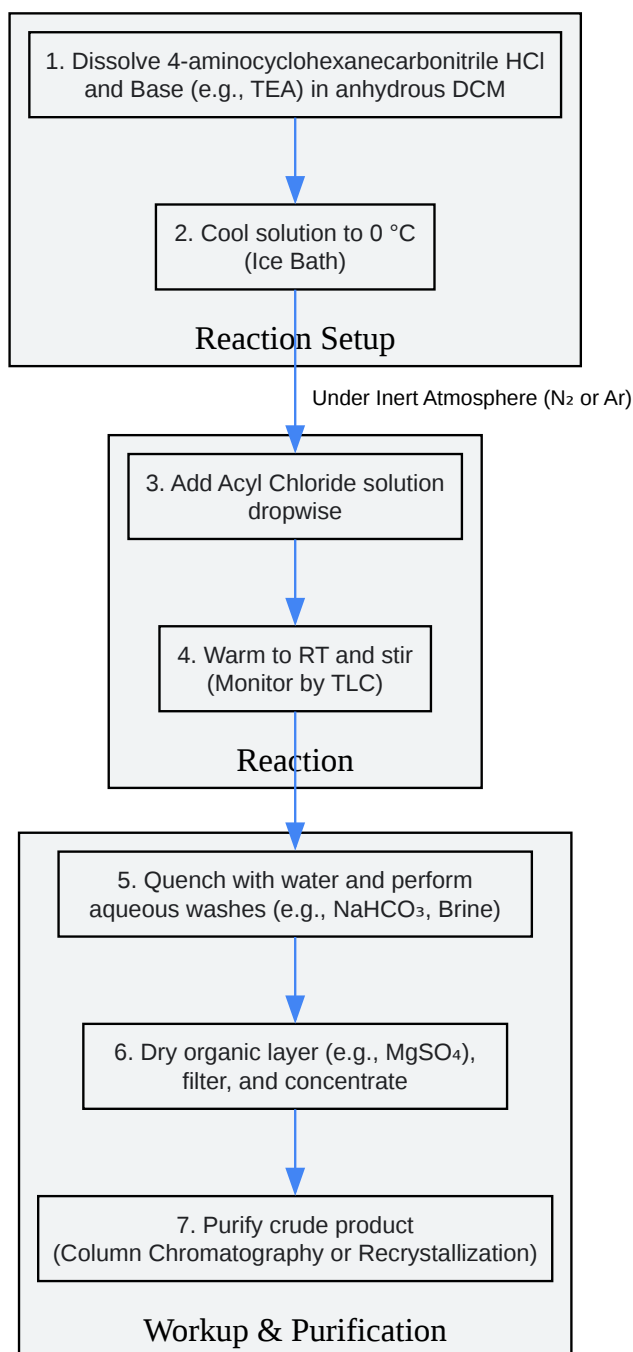 1. Dissolve 4-aminocyclohexanecarbonitrile HCl
and Base (e.g., TEA) in anhydrous DCM
2. Cool solution to 0 °C
(Ice Bath)
Reaction Setup
Under Inert Atmosphere (N₂ or Ar)
3. Add Acyl Chloride solution
dropwise
4. Warm to RT and stir
(Monitor by TLC)
Reaction
5. Quench with water and perform
aqueous washes (e.g., NaHCO₃, Brine)
6. Dry organic layer (e.g., MgSO₄),
filter, and concentrate
7. Purify crude product
(Column Chromatography or Recrystallization)
Workup & Purification